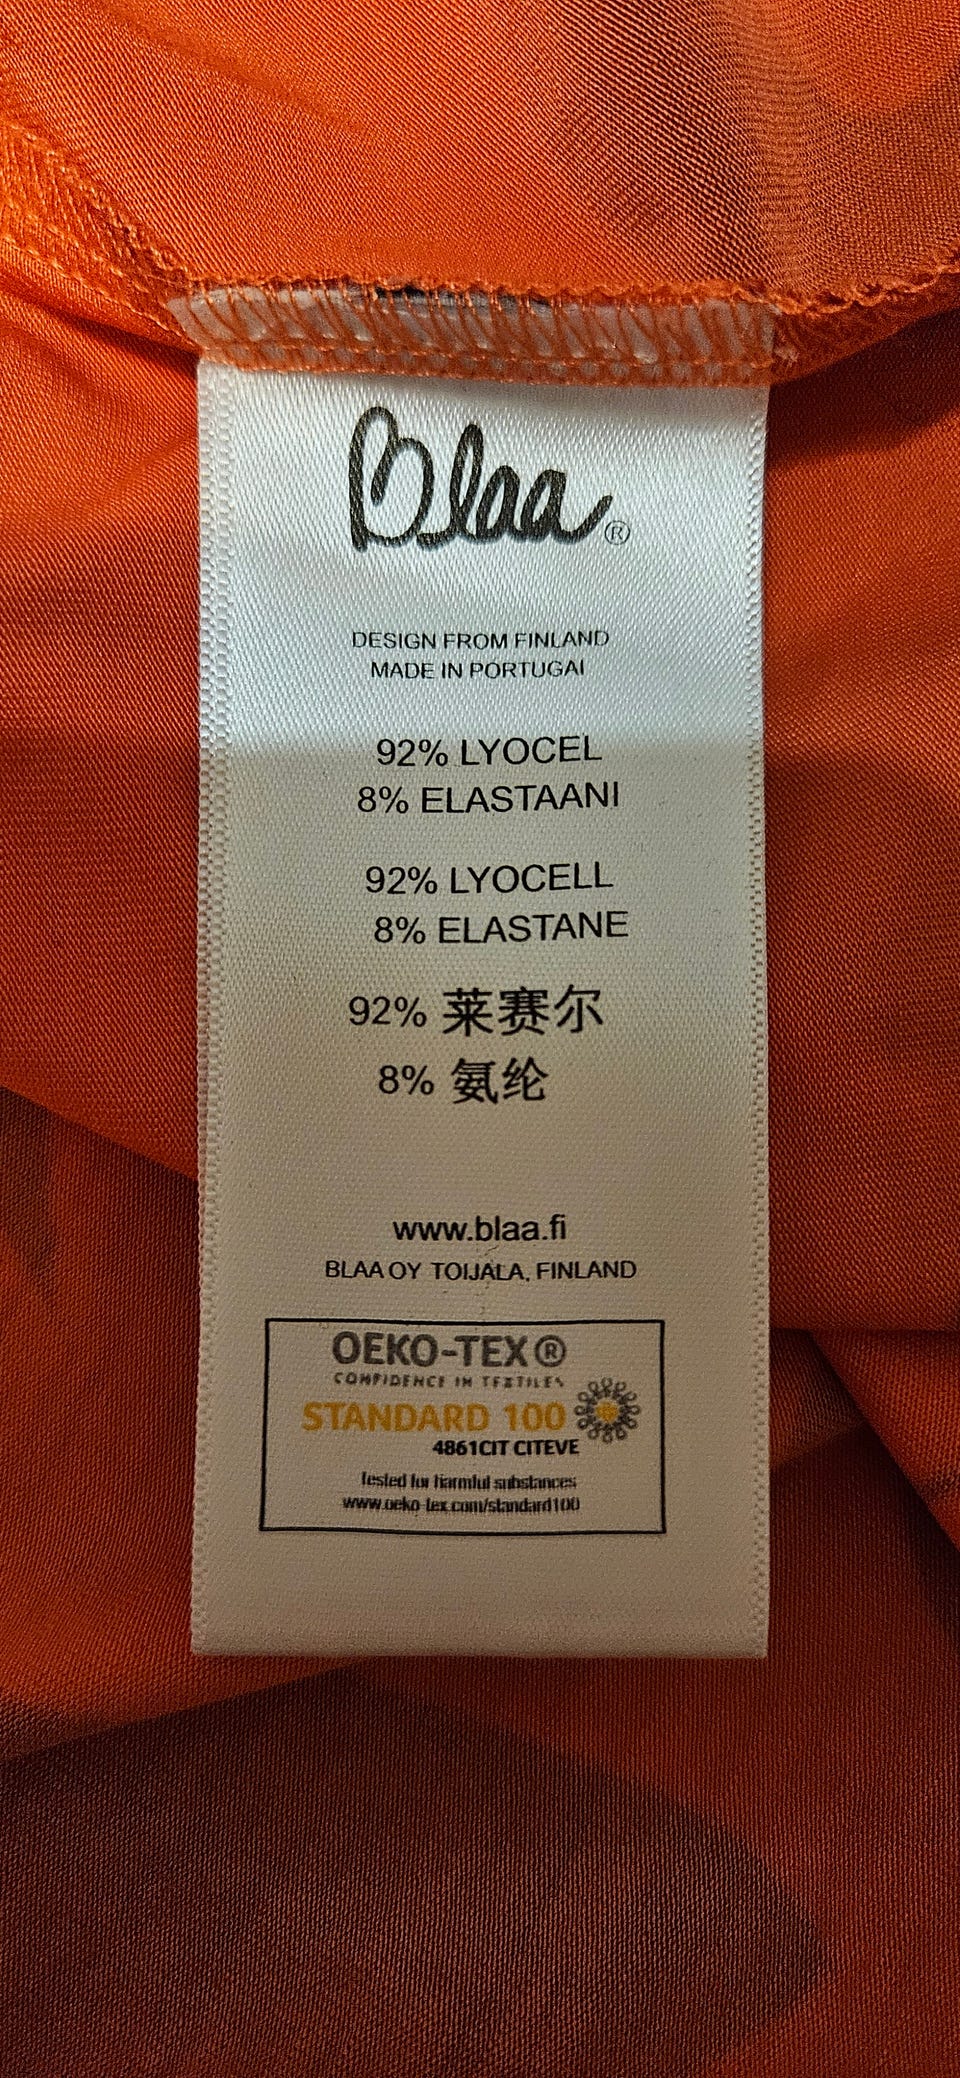 Blaa®
DESIGN FROM FINLAND
MADE IN PORTUGAL
92% LYOCEL
8% ELASTAANI
92% LYOCELL
8% ELASTANE
92% 莱赛尔
8% 氨纶
www.blaa.fi
BLAA OY TOIJALA, FINLAND
OEKO-TEX®
CONFIDENCE IN TEXTILES
STANDARD 100
4861CIT CITEVE
Tested for harmful substances
www.oeko-tex.com/standard100